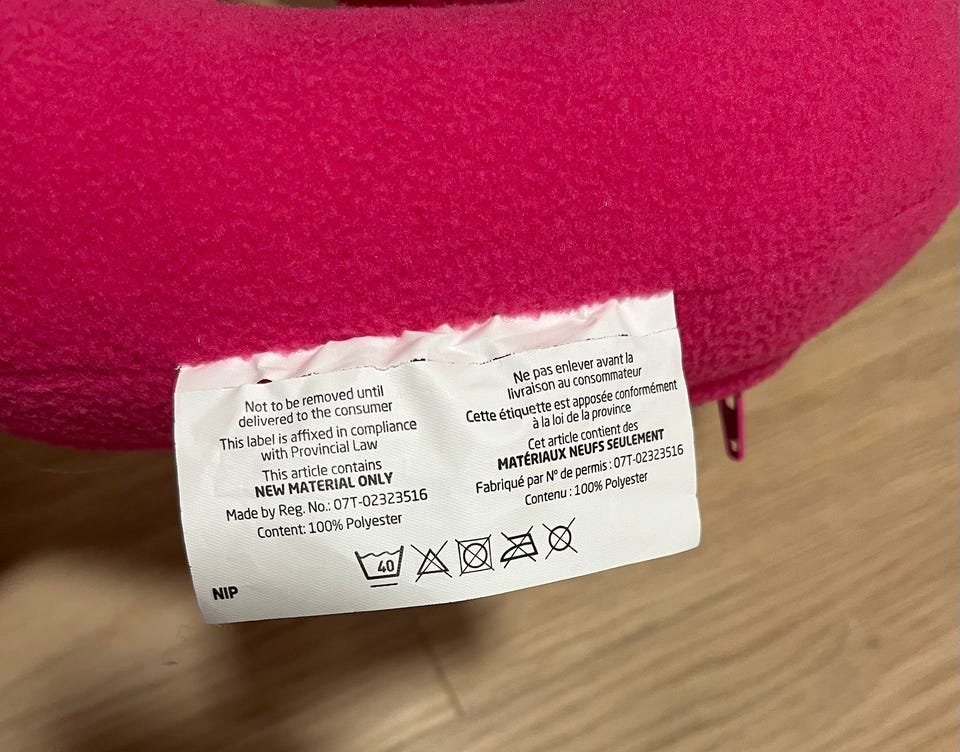 Not to be removed until
delivered to the consumer
This label is affixed in compliance
with Provincial Law
This article contains
NEW MATERIAL ONLY
Made by Reg. No.: 07T-02323516
Content: 100% Polyester
Ne pas enlever avant la
livraison au consommateur
Cette étiquette est apposée conformément
à la loi de la province
Cet article contient des
MATÉRIAUX NEUFS SEULEMENT
Fabriqué par N° de permis : 07T-02323516
Contenu : 100% Polyester
40
NIP